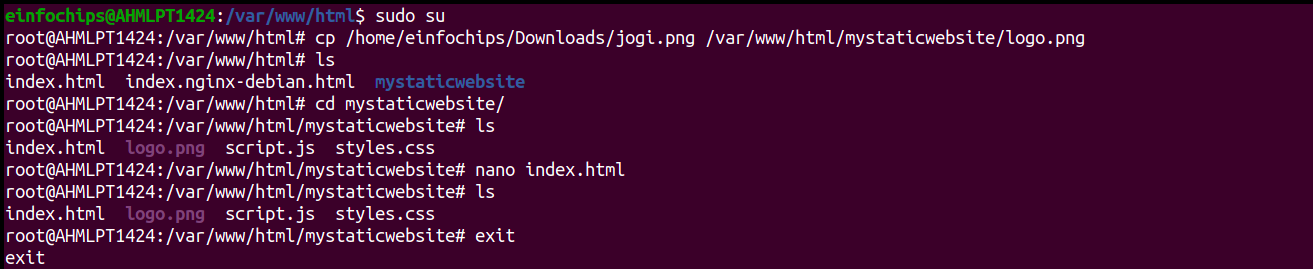 einfochips@AHMLPT1424:/var/www/html$ sudo su
root@AHMLPT1424:/var/www/html# cp /home/einfochips/Downloads/jogi.png /var/www/html/mystaticwebsite/logo.png
root@AHMLPT1424:/var/www/html# ls
index.html  index.nginx-debian.html  mystaticwebsite
root@AHMLPT1424:/var/www/html# cd mystaticwebsite/
root@AHMLPT1424:/var/www/html/mystaticwebsite# ls
index.html  logo.png  script.js  styles.css
root@AHMLPT1424:/var/www/html/mystaticwebsite# nano index.html
root@AHMLPT1424:/var/www/html/mystaticwebsite# ls
index.html  logo.png  script.js  styles.css
root@AHMLPT1424:/var/www/html/mystaticwebsite# exit
exit